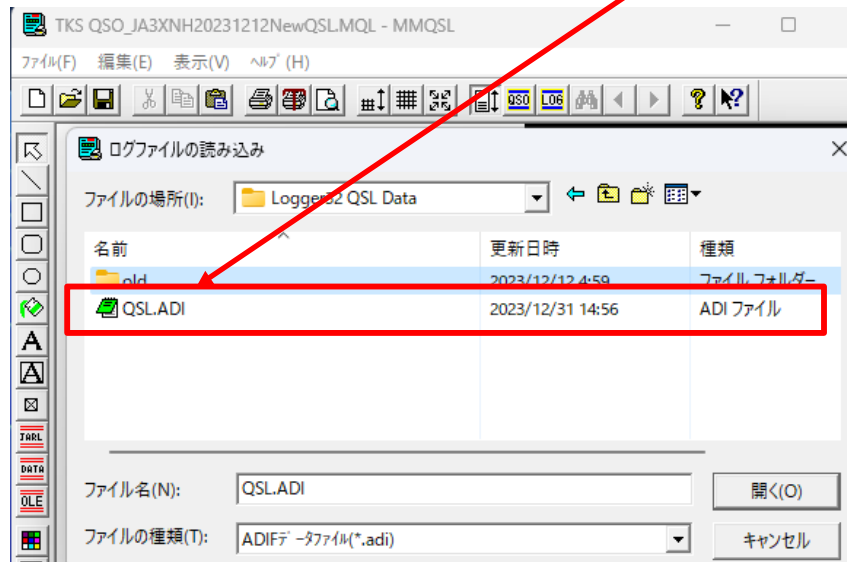 TKS QSO_JA3XNH20231212NewQSL.MQL - MMQSL
ﾌｧｲﾙ(F) 編集(E) 表示(V) ﾍﾙﾌﾟ(H)
QSO LOG
ログファイルの読み込み
ファイルの場所(I): Logger32 QSL Data
名前 更新日時 種類
old 2023/12/12 4:59 ファイル フォルダー
QSL.ADI 2023/12/31 14:56 ADI ファイル
A
A
JARL
DATA
OLE
ファイル名(N): QSL.ADI 開く(O)
ファイルの種類(T): ADIFﾃﾞｰﾀﾌｧｲﾙ(*.adi) キャンセル